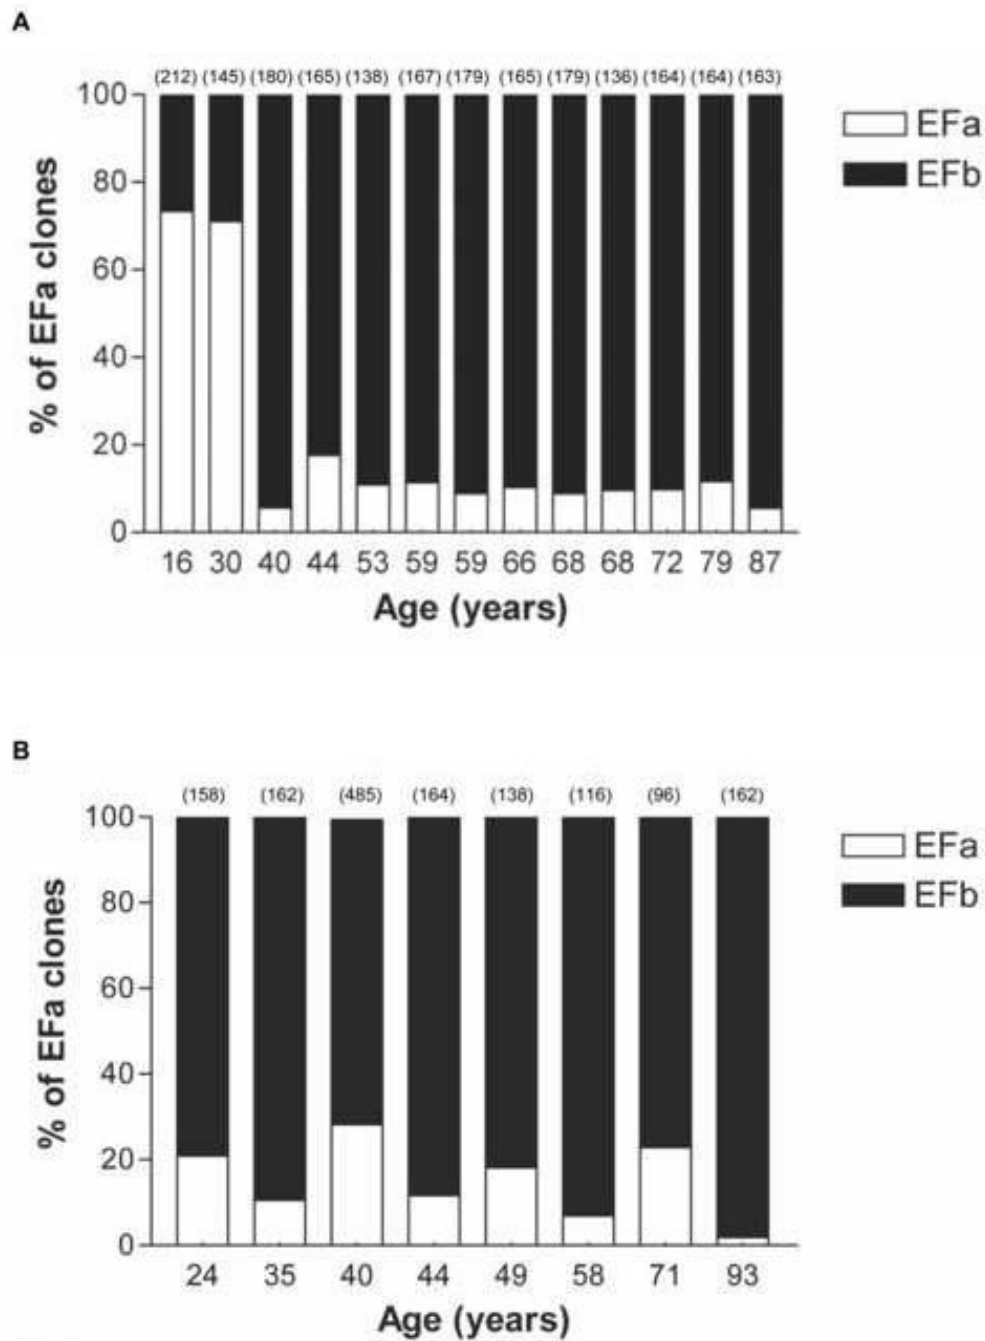 A
(212) (145) (180) (165) (138) (167) (179) (165) (179) (136) (164) (164) (163)
100
80
60
40
20
0
% of EFa clones
EFa
EFb
16 30 40 44 53 59 59 66 68 68 72 79 87
Age (years)
B
(158) (162) (485) (164) (138) (116) (96) (162)
100
80
60
40
20
0
% of EFa clones
EFa
EFb
24 35 40 44 49 58 71 93
Age (years)